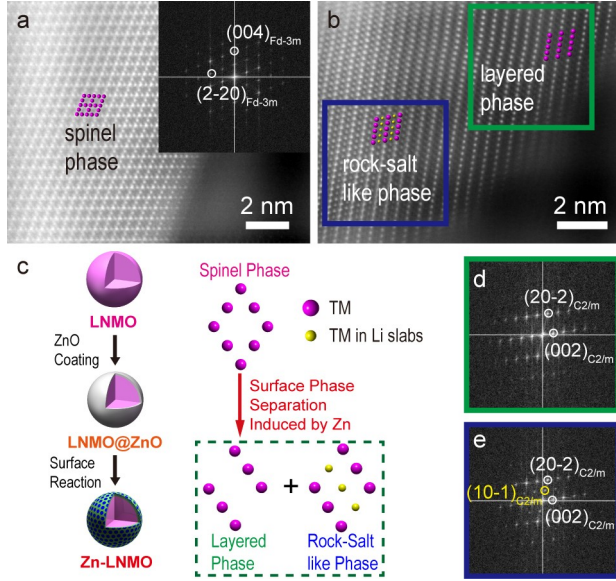 a
(004)Fd-3m
(2-20)Fd-3m
spinel
phase
2 nm
b
layered
phase
rock-salt
like phase
2 nm
c
LNMO
ZnO
Coating
LNMO@ZnO
Surface
Reaction
Zn-LNMO
Spinel Phase
TM
TM in Li slabs
Surface Phase
Separation
Induced by Zn
+
Layered
Phase
Rock-Salt
like Phase
d
(20-2)C2/m
(002)C2/m
e
(20-2)C2/m
(10-1)C2/m
(002)C2/m